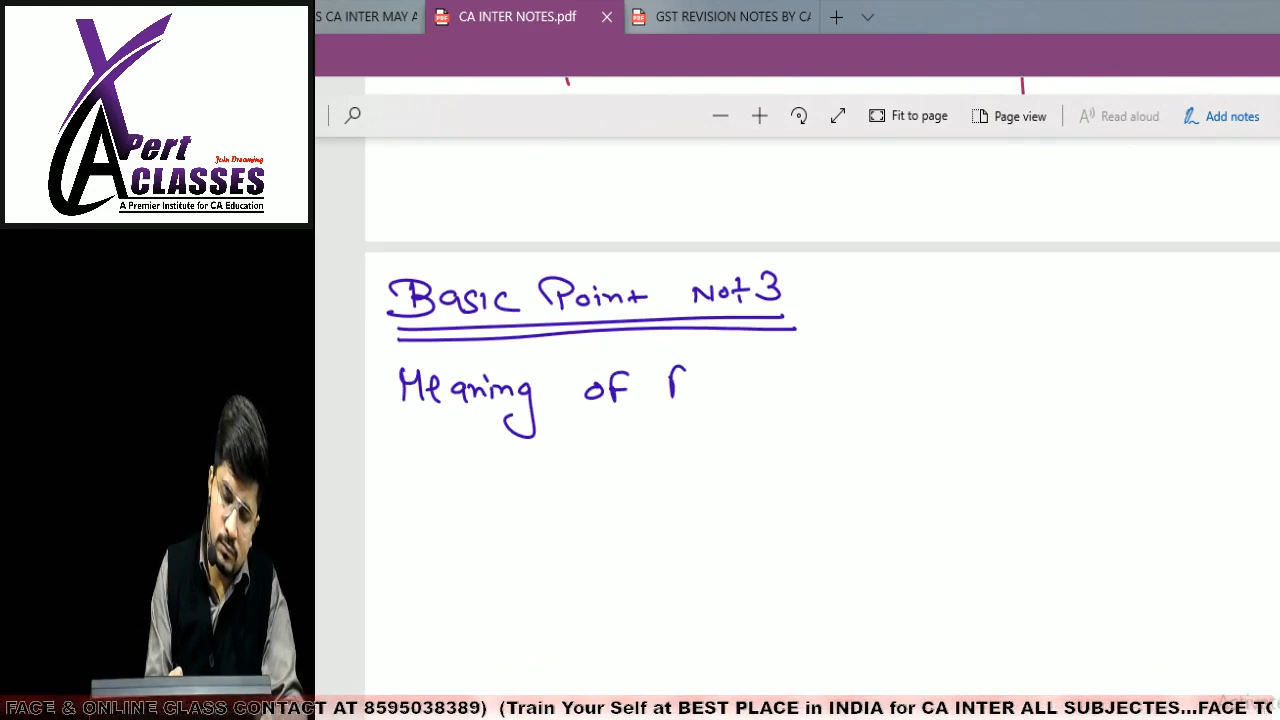 S CA INTER MAY A
CA INTER NOTES.pdf
GST REVISION NOTES BY CA
Fit to page
Page view
Read aloud
Add notes
XPert
Join Dreaming
CA CLASSES
A Premier Institute for CA Education
Basic Point Not 3
Meaning of
FACE & ONLINE CLASS CONTACT AT 8595038389) (Train Your Self at BEST PLACE in INDIA for CA INTER ALL SUBJECTES...FACE TO